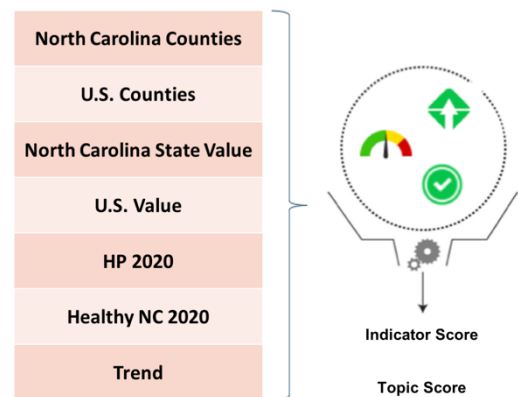 North Carolina Counties
U.S. Counties
North Carolina State Value
U.S. Value
HP 2020
Healthy NC 2020
Trend
Indicator Score
Topic Score